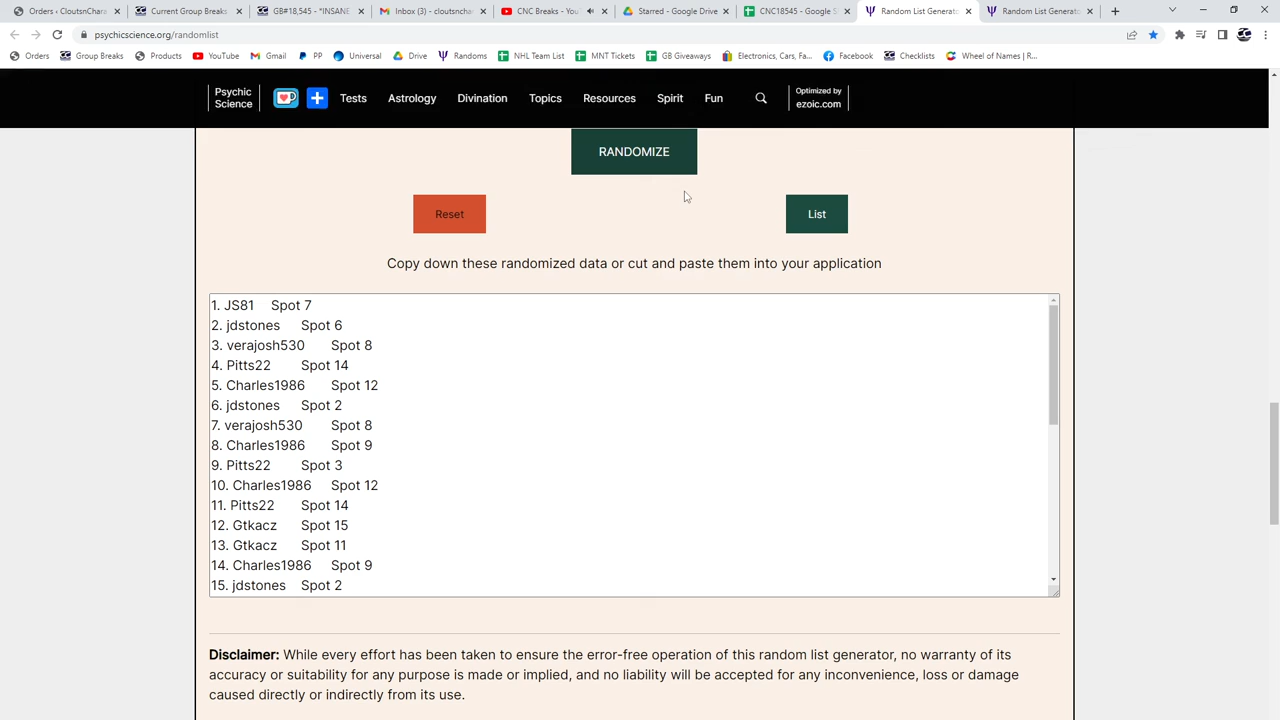 Orders ‹ CloutsnChara
Current Group Breaks
GB#18,545 - *INSANE
Inbox (3) - cloutsnchar
CNC Breaks - You
Starred - Google Drive
CNC18545 - Google S
Random List Generato
Random List Generato
psychicscience.org/randomlist
Orders
Group Breaks
Products
YouTube
Gmail
PP
Universal
Drive
Randoms
NHL Team List
MNT Tickets
GB Giveaways
Electronics, Cars, Fa...
Facebook
Checklists
Wheel of Names | R...
Psychic
Science
Tests
Astrology
Divination
Topics
Resources
Spirit
Fun
Optimized by
ezoic.com
RANDOMIZE
Reset
List
Copy down these randomized data or cut and paste them into your application
1. JS81 Spot 7
2. jdstones Spot 6
3. verajosh530 Spot 8
4. Pitts22 Spot 14
5. Charles1986 Spot 12
6. jdstones Spot 2
7. verajosh530 Spot 8
8. Charles1986 Spot 9
9. Pitts22 Spot 3
10. Charles1986 Spot 12
11. Pitts22 Spot 14
12. Gtkacz Spot 15
13. Gtkacz Spot 11
14. Charles1986 Spot 9
15. jdstones Spot 2
Disclaimer: While every effort has been taken to ensure the error-free operation of this random list generator, no warranty of its
accuracy or suitability for any purpose is made or implied, and no liability will be accepted for any inconvenience, loss or damage
caused directly or indirectly from its use.